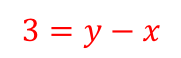 3 = y − x